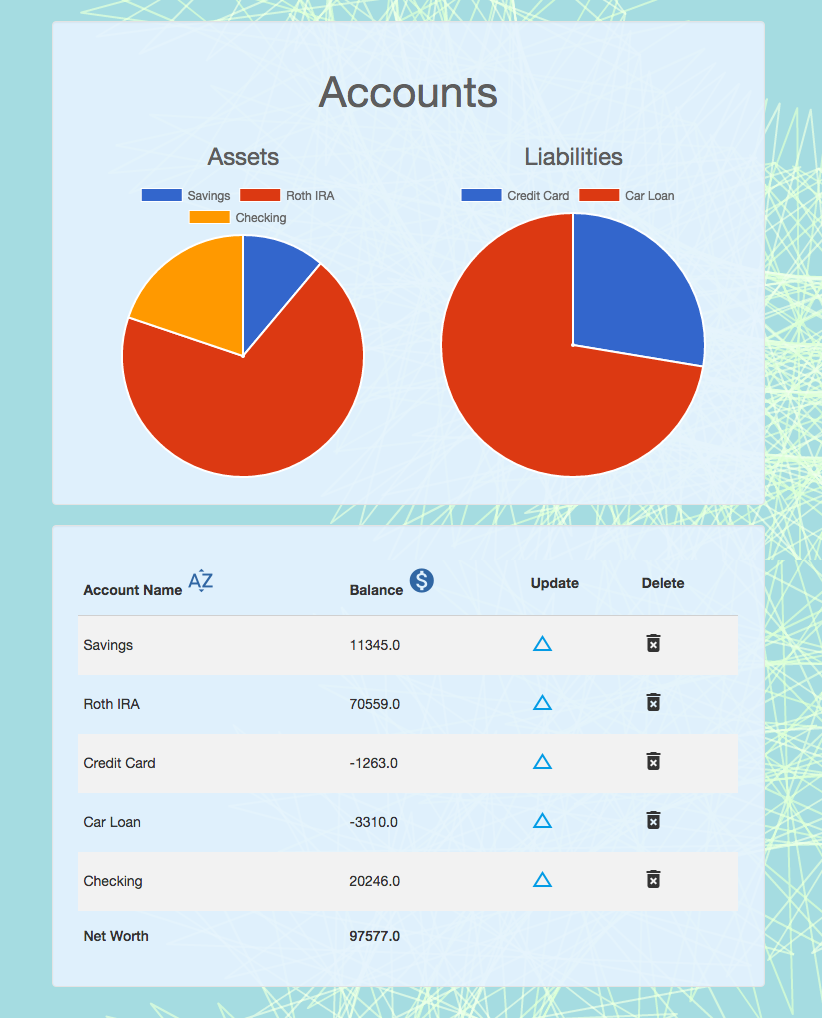 Accounts
Assets
Liabilities
Savings Roth IRA
Checking
Credit Card Car Loan
Account Name AZ Balance $ Update Delete
Savings 11345.0
Roth IRA 70559.0
Credit Card -1263.0
Car Loan -3310.0
Checking 20246.0
Net Worth 97577.0